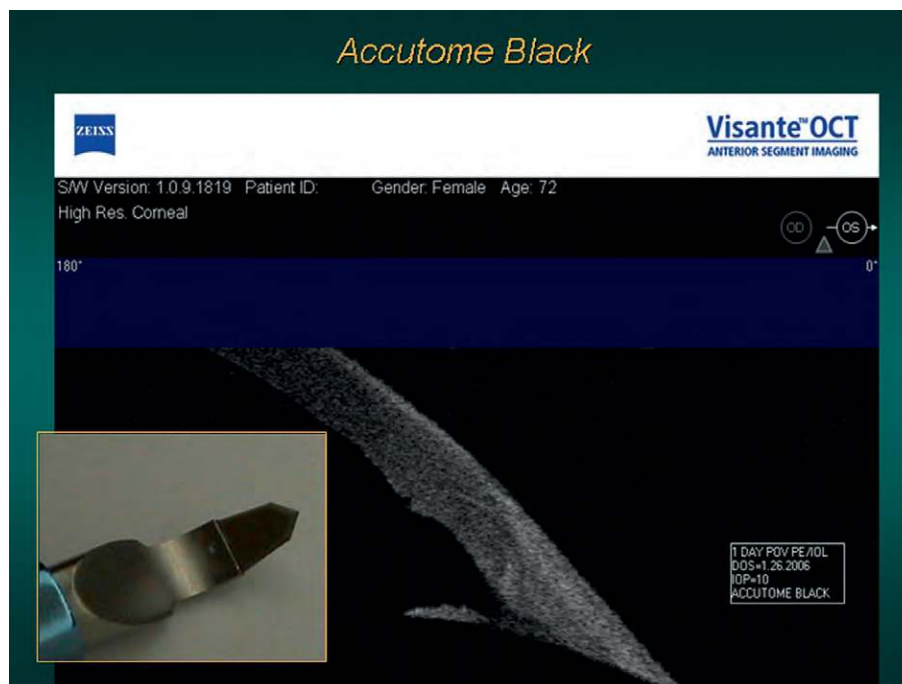 Accutome Black
ZEISS
Visante™ OCT
ANTERIOR SEGMENT IMAGING
S/W Version: 1.0.9.1819 Patient ID: Gender: Female Age: 72
High Res. Corneal
OD OS
180° 0°
1 DAY POV PE/IOL
DOS=1.26.2006
IOP=10
ACCUTOME BLACK